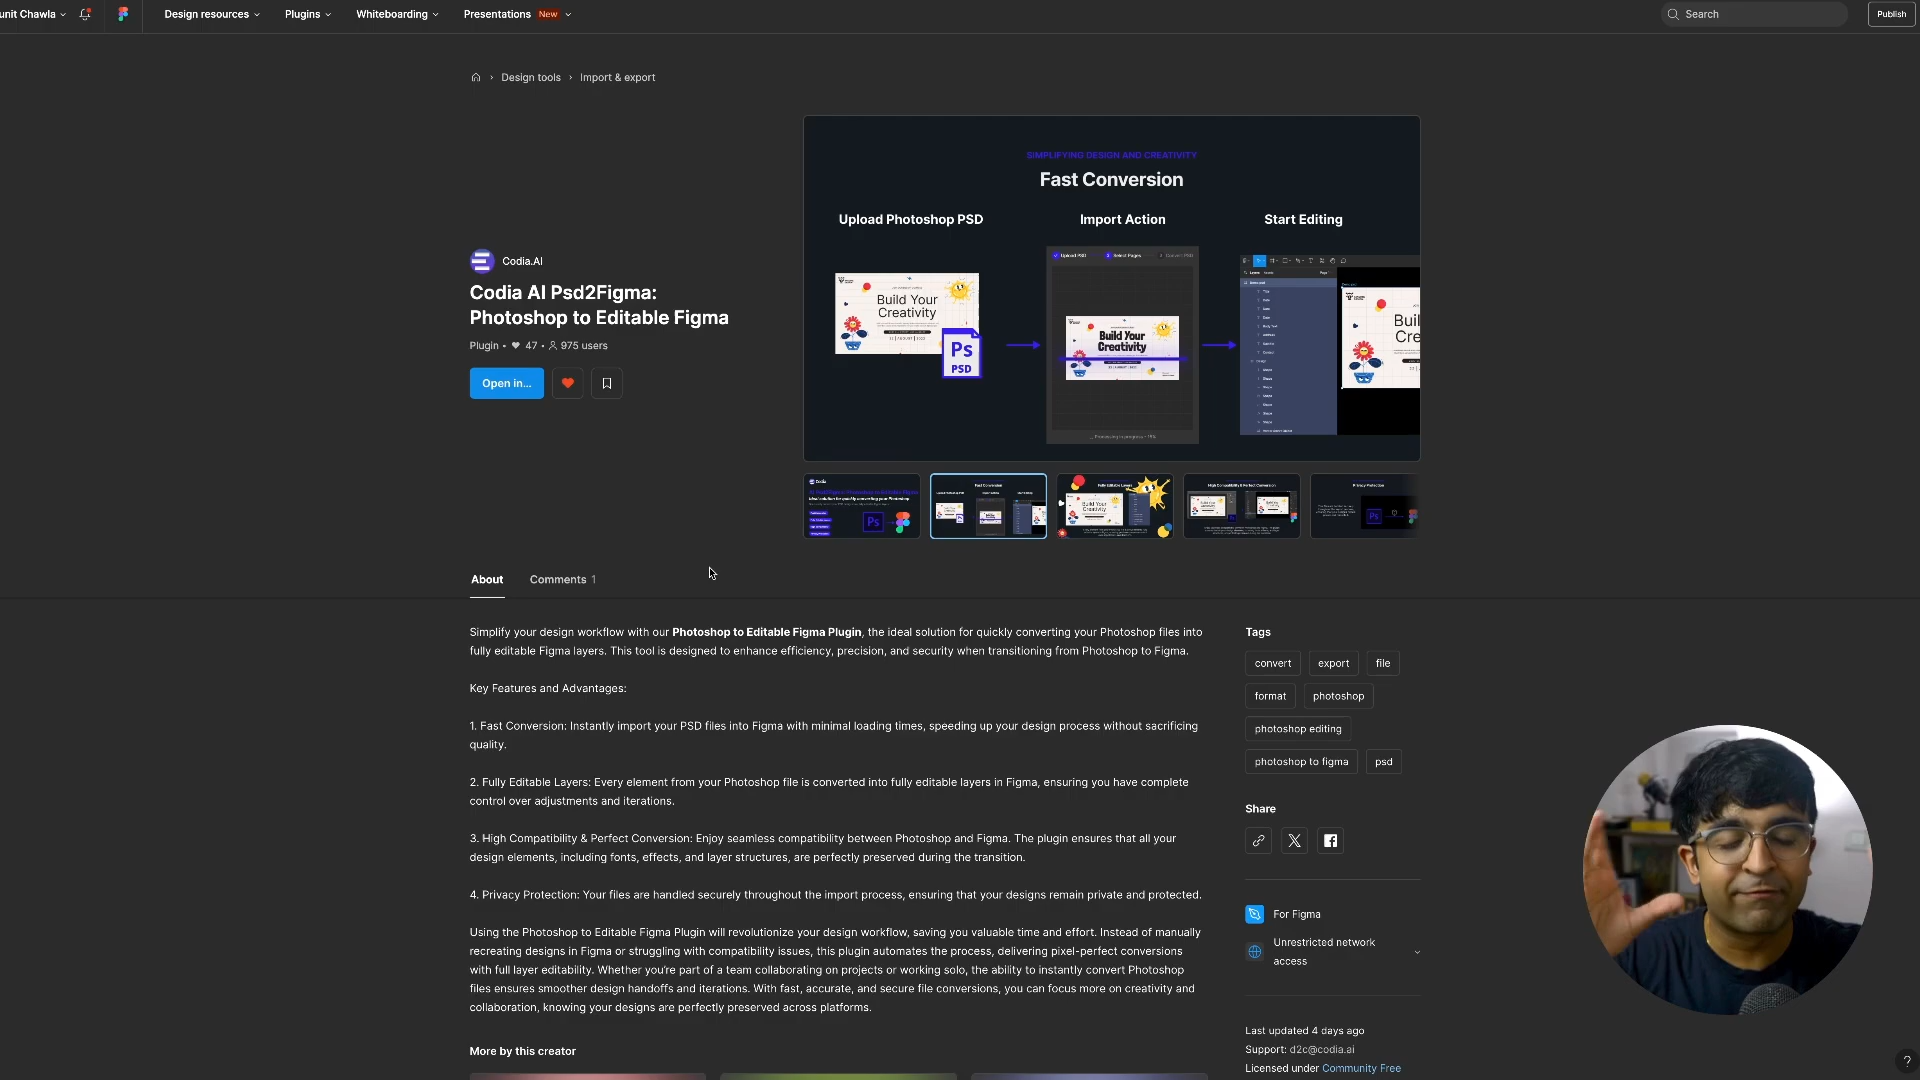 unit Chawla
Design resources
Plugins
Whiteboarding
Presentations New
Search
Publish
Design tools › Import & export
SIMPLIFYING DESIGN AND CREATIVITY
Fast Conversion
Upload Photoshop PSD
Import Action
Start Editing
Build Your
Creativity
Ps
PSD
Upload PSD
Select Pages
Build Your
Creativity
Codia.AI
Codia AI Psd2Figma:
Photoshop to Editable Figma
Plugin • 47 • 975 users
Open in...
Fast Conversion
Fully Editable Layers
High Compatibility & Perfect Conversion
Privacy Protection
About
Comments 1
Simplify your design workflow with our Photoshop to Editable Figma Plugin, the ideal solution for quickly converting your Photoshop files into
fully editable Figma layers. This tool is designed to enhance efficiency, precision, and security when transitioning from Photoshop to Figma.
Key Features and Advantages:
1. Fast Conversion: Instantly import your PSD files into Figma with minimal loading times, speeding up your design process without sacrificing
quality.
2. Fully Editable Layers: Every element from your Photoshop file is converted into fully editable layers in Figma, ensuring you have complete
control over adjustments and iterations.
3. High Compatibility & Perfect Conversion: Enjoy seamless compatibility between Photoshop and Figma. The plugin ensures that all your
design elements, including fonts, effects, and layer structures, are perfectly preserved during the transition.
4. Privacy Protection: Your files are handled securely throughout the import process, ensuring that your designs remain private and protected.
Using the Photoshop to Editable Figma Plugin will revolutionize your design workflow, saving you valuable time and effort. Instead of manually
recreating designs in Figma or struggling with compatibility issues, this plugin automates the process, delivering pixel-perfect conversions
with full layer editability. Whether you're part of a team collaborating on projects or working solo, the ability to instantly convert Photoshop
files ensures smoother design handoffs and iterations. With fast, accurate, and secure file conversions, you can focus more on creativity and
collaboration, knowing your designs are perfectly preserved across platforms.
More by this creator
Tags
convert
export
file
format
photoshop
photoshop editing
photoshop to figma
psd
Share
For Figma
Unrestricted network
access
Last updated 4 days ago
Support: d2c@codia.ai
Licensed under Community Free
?